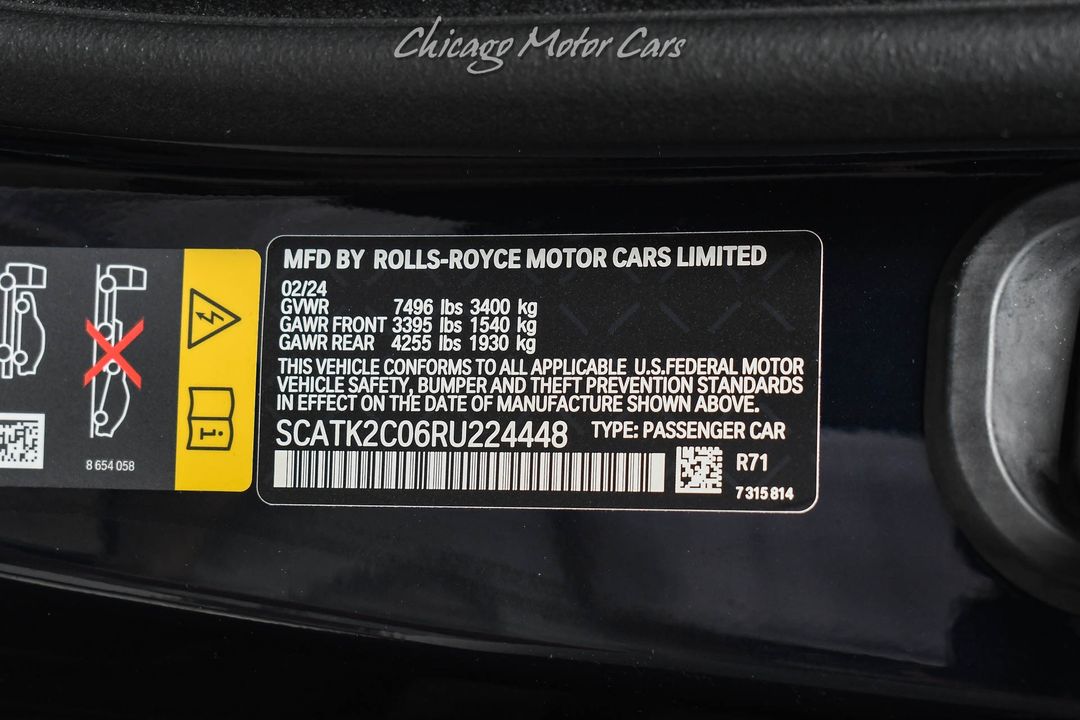 Chicago Motor Cars
MFD BY ROLLS-ROYCE MOTOR CARS LIMITED
02/24
GVWR 7496 lbs 3400 kg
GAWR FRONT 3395 lbs 1540 kg
GAWR REAR 4255 lbs 1930 kg
THIS VEHICLE CONFORMS TO ALL APPLICABLE U.S.FEDERAL MOTOR
VEHICLE SAFETY, BUMPER AND THEFT PREVENTION STANDARDS
IN EFFECT ON THE DATE OF MANUFACTURE SHOWN ABOVE.
SCATK2C06RU224448 TYPE: PASSENGER CAR
R71
7 315 814
8 654 058